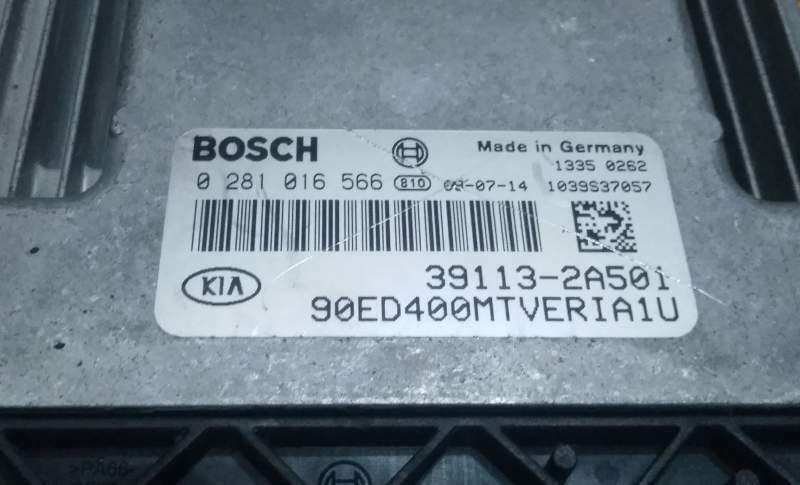 BOSCH
Made in Germany
1335 0262
0 281 016 566 810 09-07-14 1039S37057
KIA
39113-2A501
90ED400MTVERIA1U
>PA66-